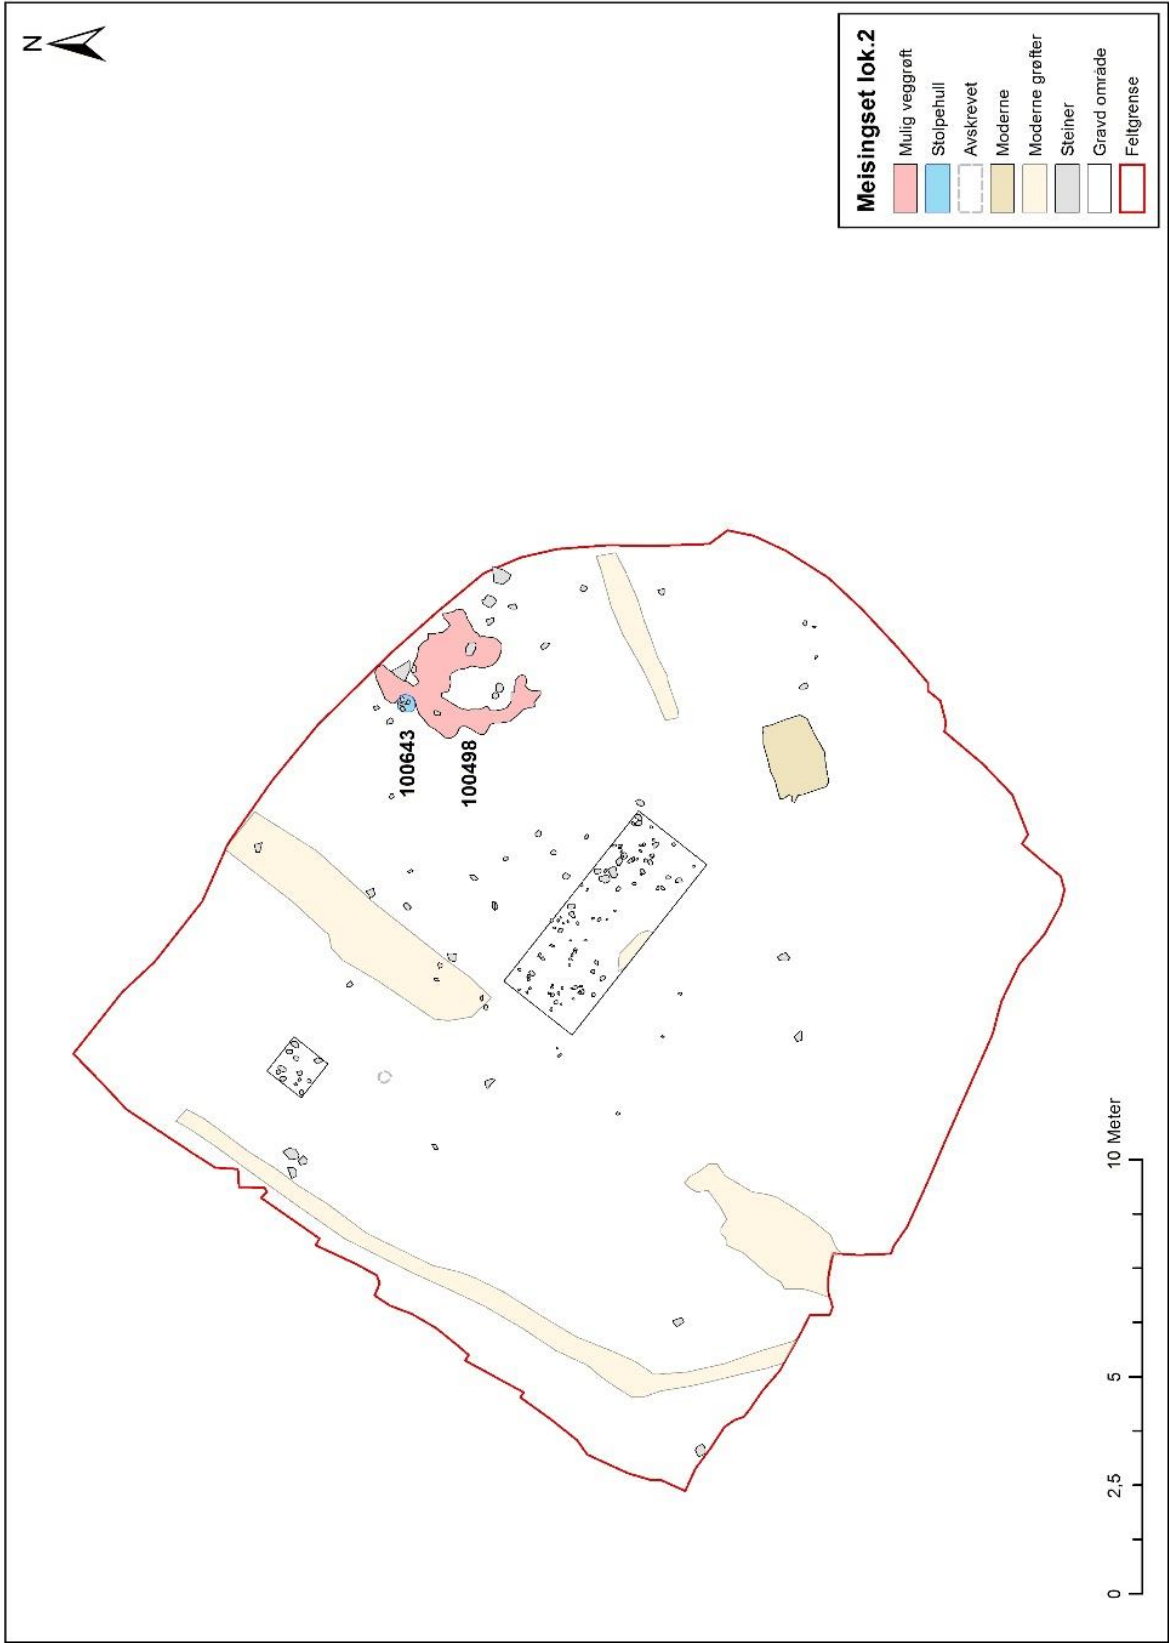 N
100643
100498
Meisingset lok.2
Mulig veggrøft
Stolpehull
Avskrevet
Moderne
Moderne grøfter
Steiner
Gravd område
Feltgrense
0 2,5 5 10 Meter